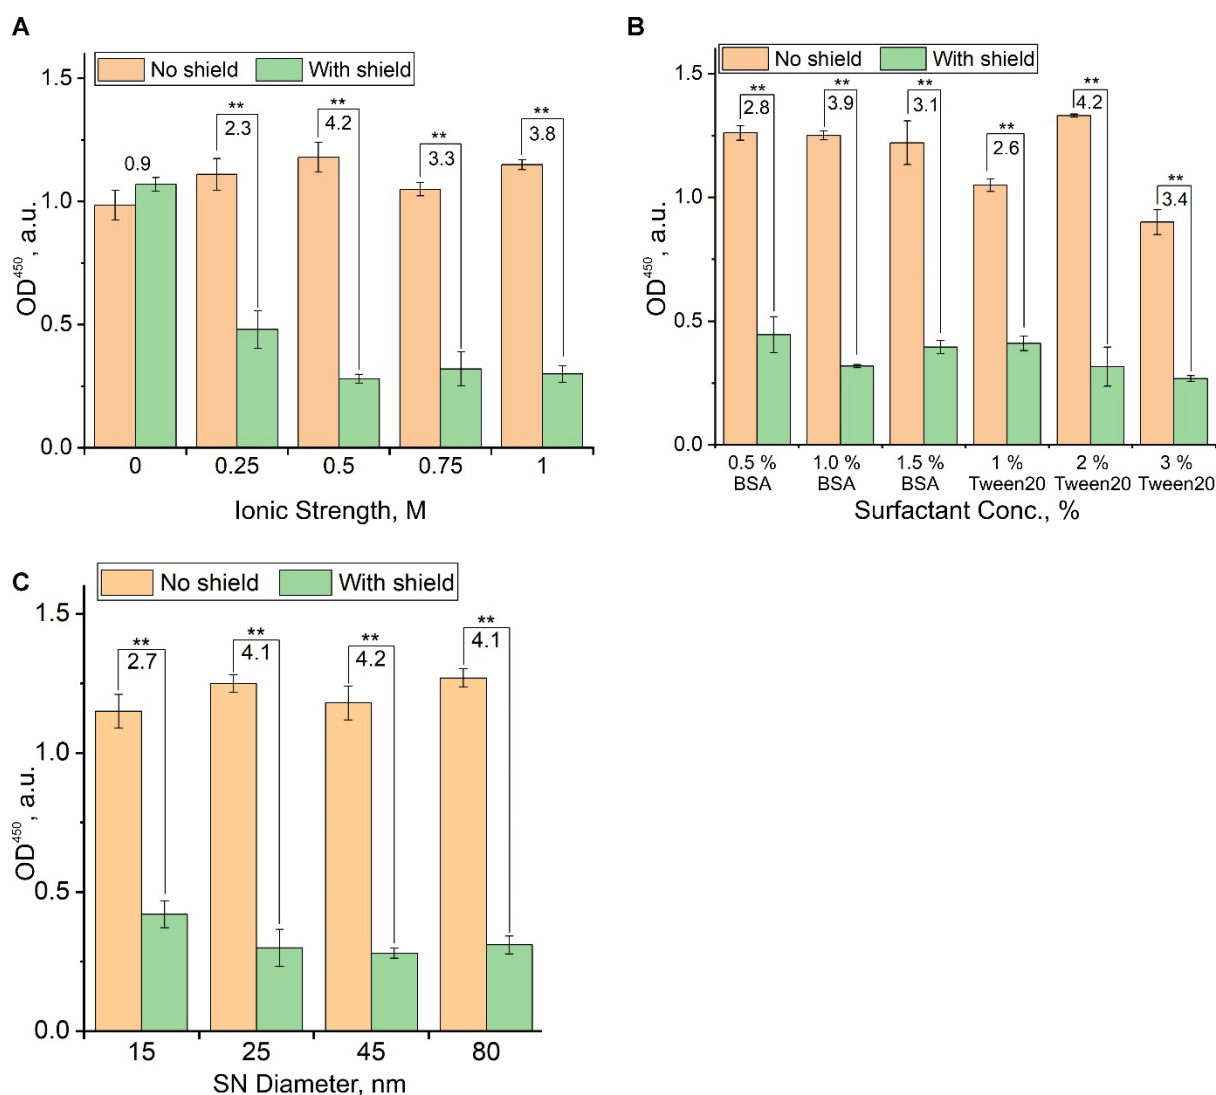 A
No shield With shield
1.5
1.0
0.5
0.0
OD450, a.u.
0.9
**
2.3
**
4.2
**
3.3
**
3.8
0 0.25 0.5 0.75 1
Ionic Strength, M
B
No shield With shield
1.5
1.0
0.5
0.0
OD450, a.u.
**
2.8
**
3.9
**
3.1
**
2.6
**
4.2
**
3.4
0.5 % 1.0 % 1.5 % 1 % 2 % 3 %
BSA BSA BSA Tween20 Tween20 Tween20
Surfactant Conc., %
C
No shield With shield
1.5
1.0
0.5
0.0
OD450, a.u.
**
2.7
**
4.1
**
4.2
**
4.1
15 25 45 80
SN Diameter, nm